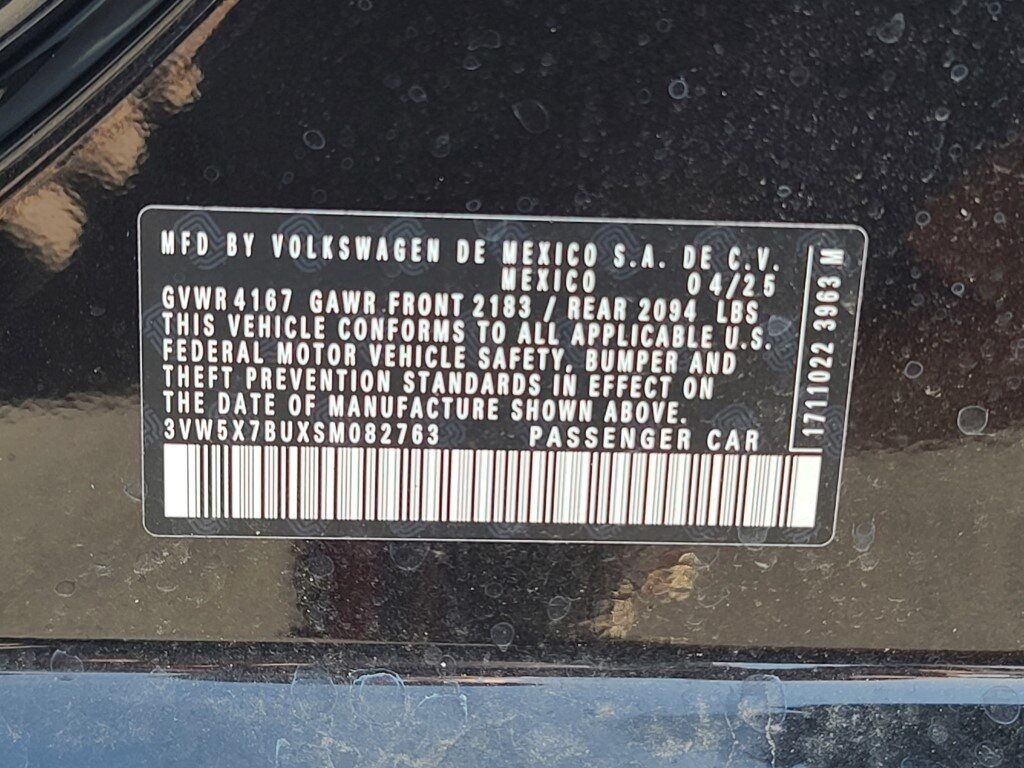 MFD BY VOLKSWAGEN DE MEXICO S.A. DE C.V.
MEXICO 04/25
GVWR 4167 GAWR FRONT 2183 / REAR 2094 LBS
THIS VEHICLE CONFORMS TO ALL APPLICABLE U.S.
FEDERAL MOTOR VEHICLE SAFETY, BUMPER AND
THEFT PREVENTION STANDARDS IN EFFECT ON
THE DATE OF MANUFACTURE SHOWN ABOVE.
3VW5X7BUXSM082763 PASSENGER CAR
1711022 3963 M